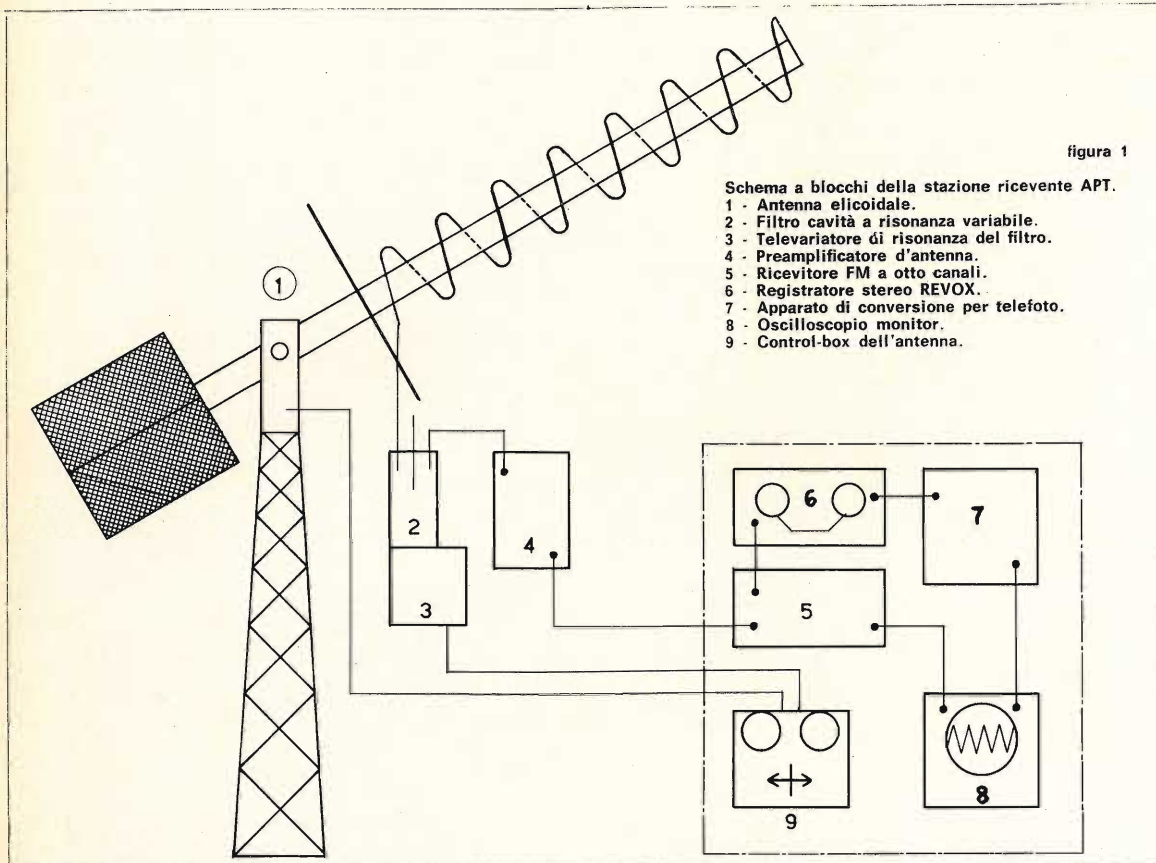 figura 1
Schema a blocchi della stazione ricevente APT.
1 - Antenna elicoidale.
2 - Filtro cavità a risonanza variabile.
3 - Televariatore di risonanza del filtro.
4 - Preamplificatore d'antenna.
5 - Ricevitore FM a otto canali.
6 - Registratore stereo REVOX.
7 - Apparato di conversione per telefoto.
8 - Oscilloscopio monitor.
9 - Control-box dell'antenna.
1
2
3
4
6
7
5
8
9